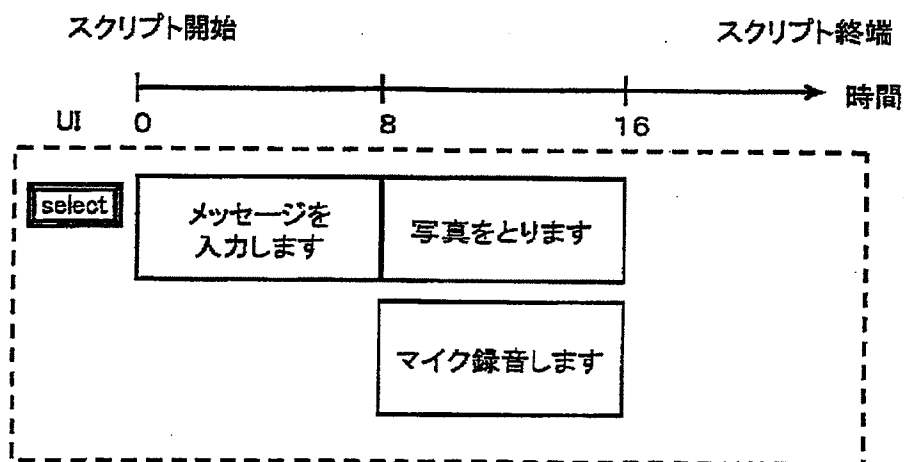 スクリプト開始
スクリプト終端
時間
UI
0
8
16
select
メッセージを
入力します
写真をとります
マイク録音します